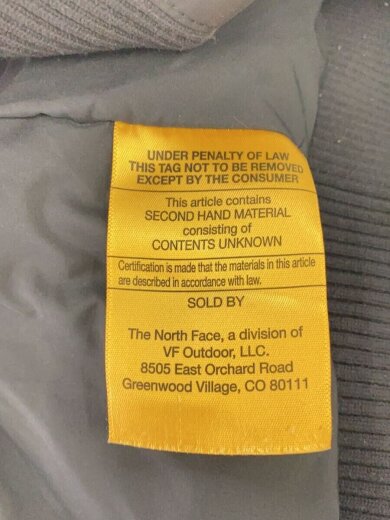 UNDER PENALTY OF LAW
THIS TAG NOT TO BE REMOVED
EXCEPT BY THE CONSUMER
This article contains
SECOND HAND MATERIAL
consisting of
CONTENTS UNKNOWN
Certification is made that the materials in this article
are described in accordance with law.
SOLD BY
The North Face, a division of
VF Outdoor, LLC.
8505 East Orchard Road
Greenwood Village, CO 80111